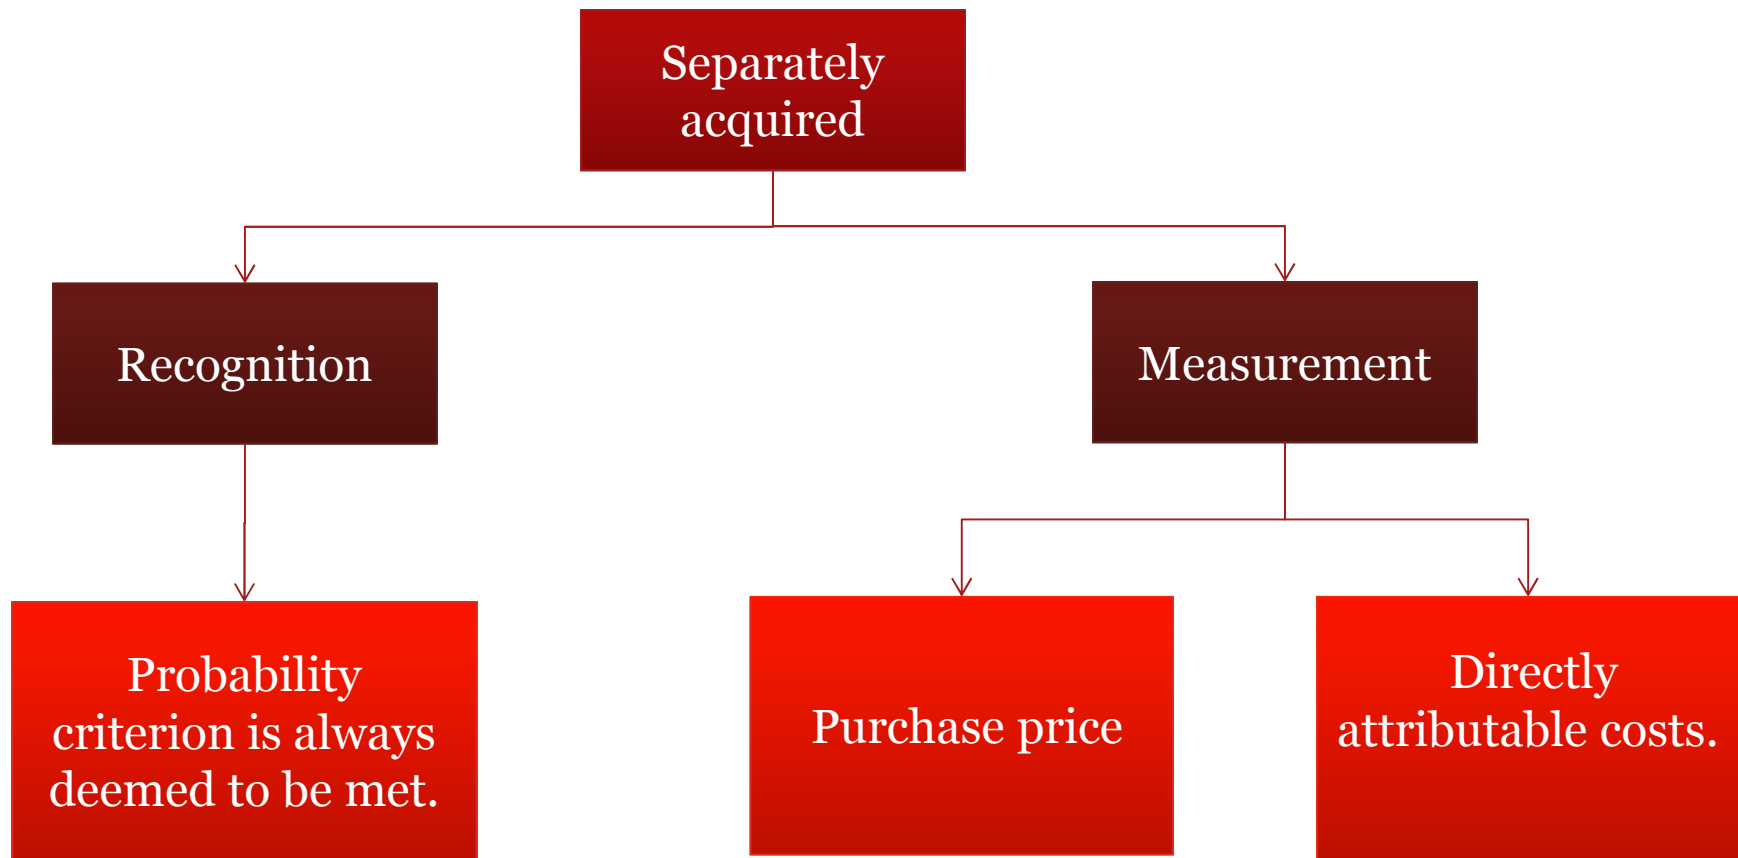 Separately
acquired
Recognition
Measurement
Probability
criterion is always
deemed to be met.
Purchase price
Directly
attributable costs.